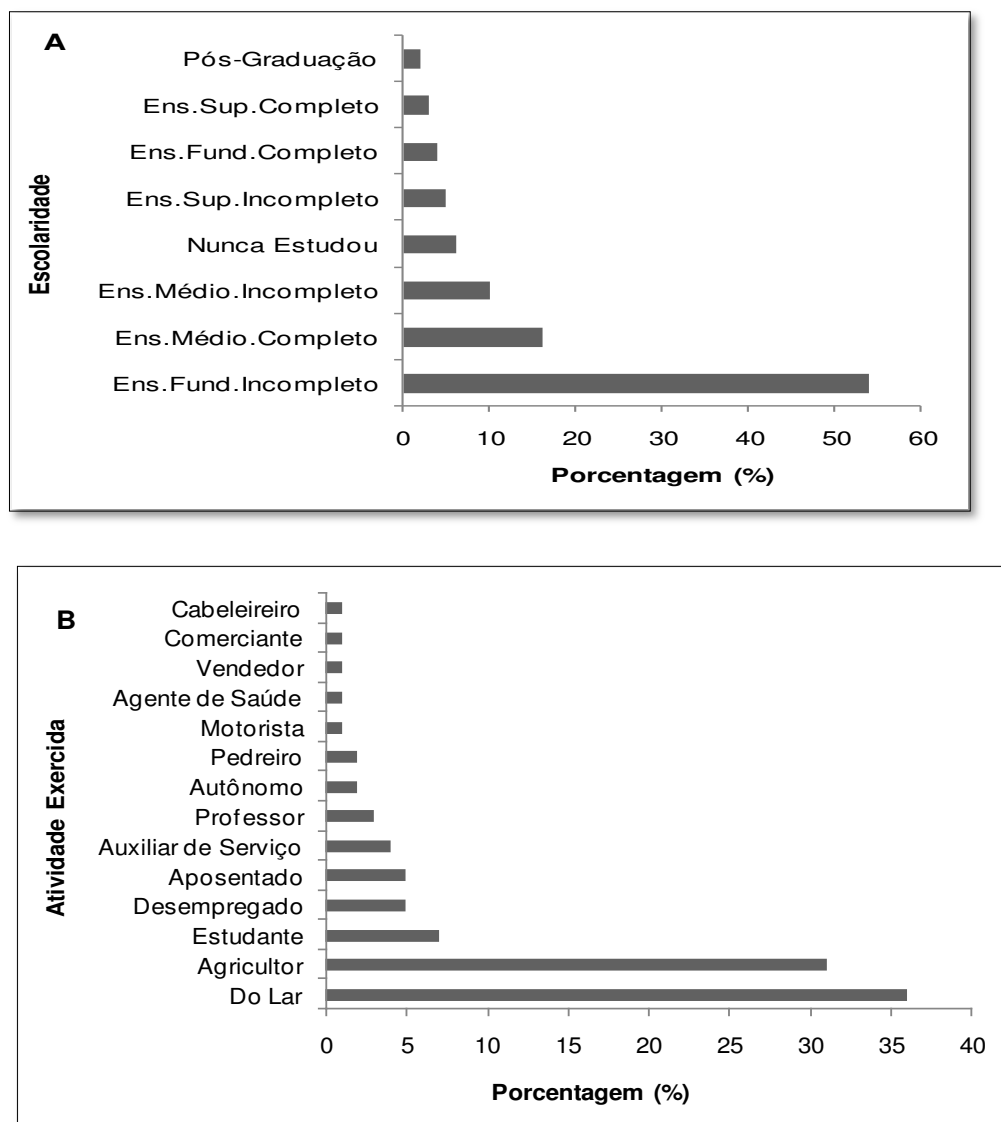 A
Escolaridade
Pós-Graduação
Ens.Sup.Completo
Ens.Fund.Completo
Ens.Sup.Incompleto
Nunca Estudou
Ens.Médio.Incompleto
Ens.Médio.Completo
Ens.Fund.Incompleto
0 10 20 30 40 50 60
Porcentagem (%)
B
Atividade Exercida
Cabeleireiro
Comerciante
Vendedor
Agente de Saúde
Motorista
Pedreiro
Autônomo
Professor
Auxiliar de Serviço
Aposentado
Desempregado
Estudante
Agricultor
Do Lar
0 5 10 15 20 25 30 35 40
Porcentagem (%)